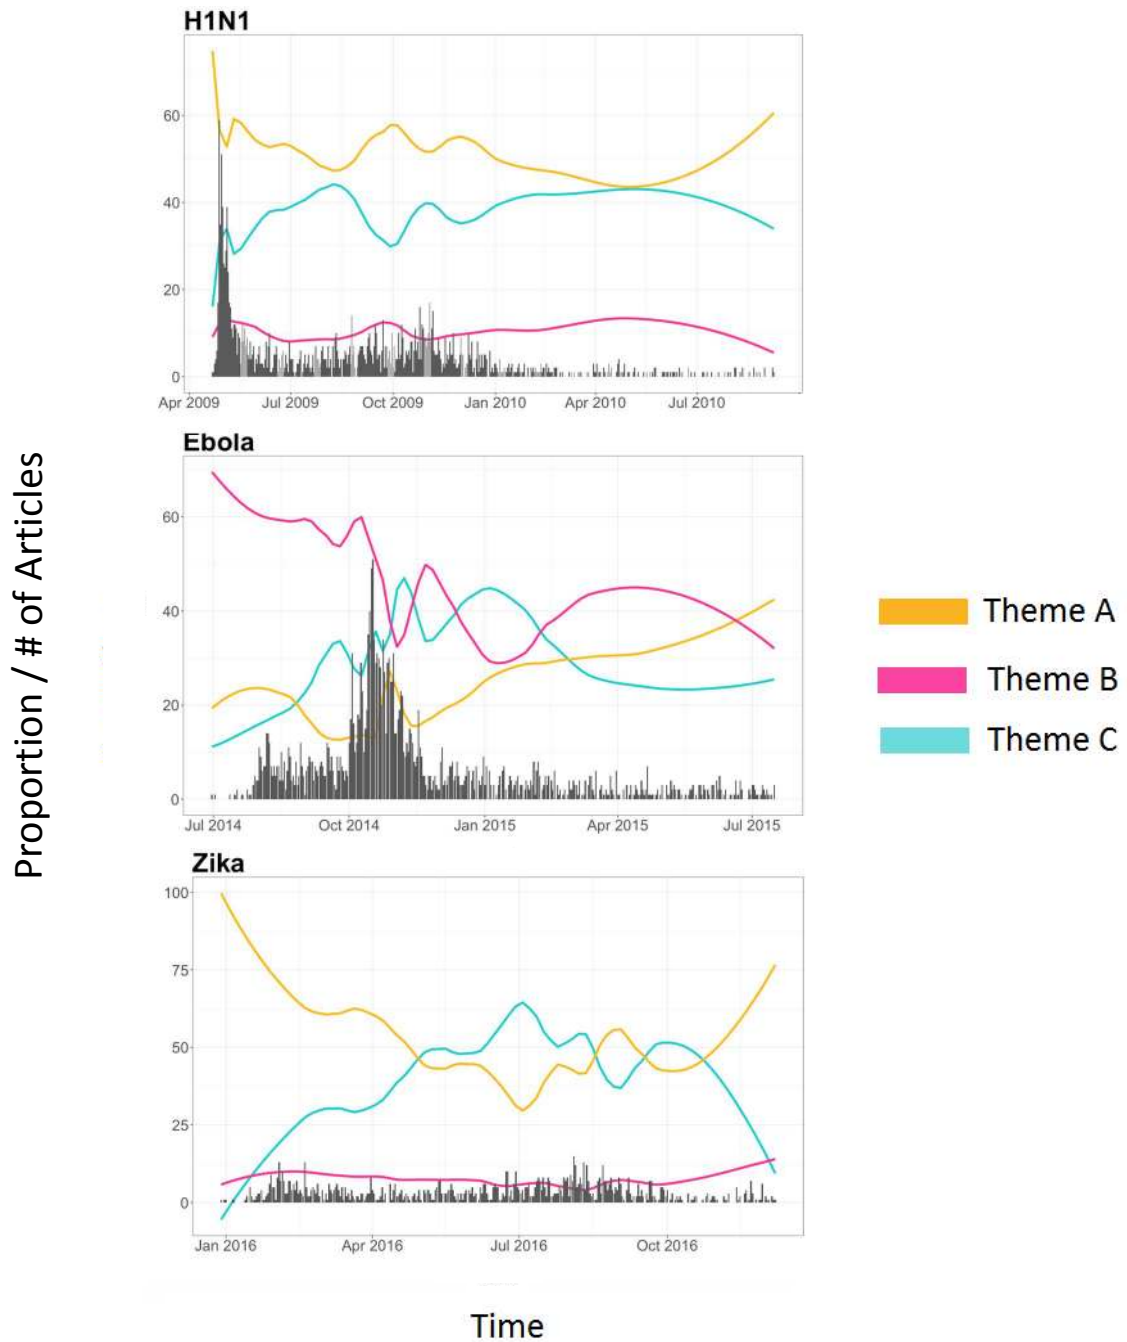 H1N1
60
40
20
0
Apr 2009 Jul 2009 Oct 2009 Jan 2010 Apr 2010 Jul 2010
Ebola
60
40
20
0
Jul 2014 Oct 2014 Jan 2015 Apr 2015 Jul 2015
Zika
100
75
50
25
0
Jan 2016 Apr 2016 Jul 2016 Oct 2016
Proportion / # of Articles
Time
Theme A
Theme B
Theme C